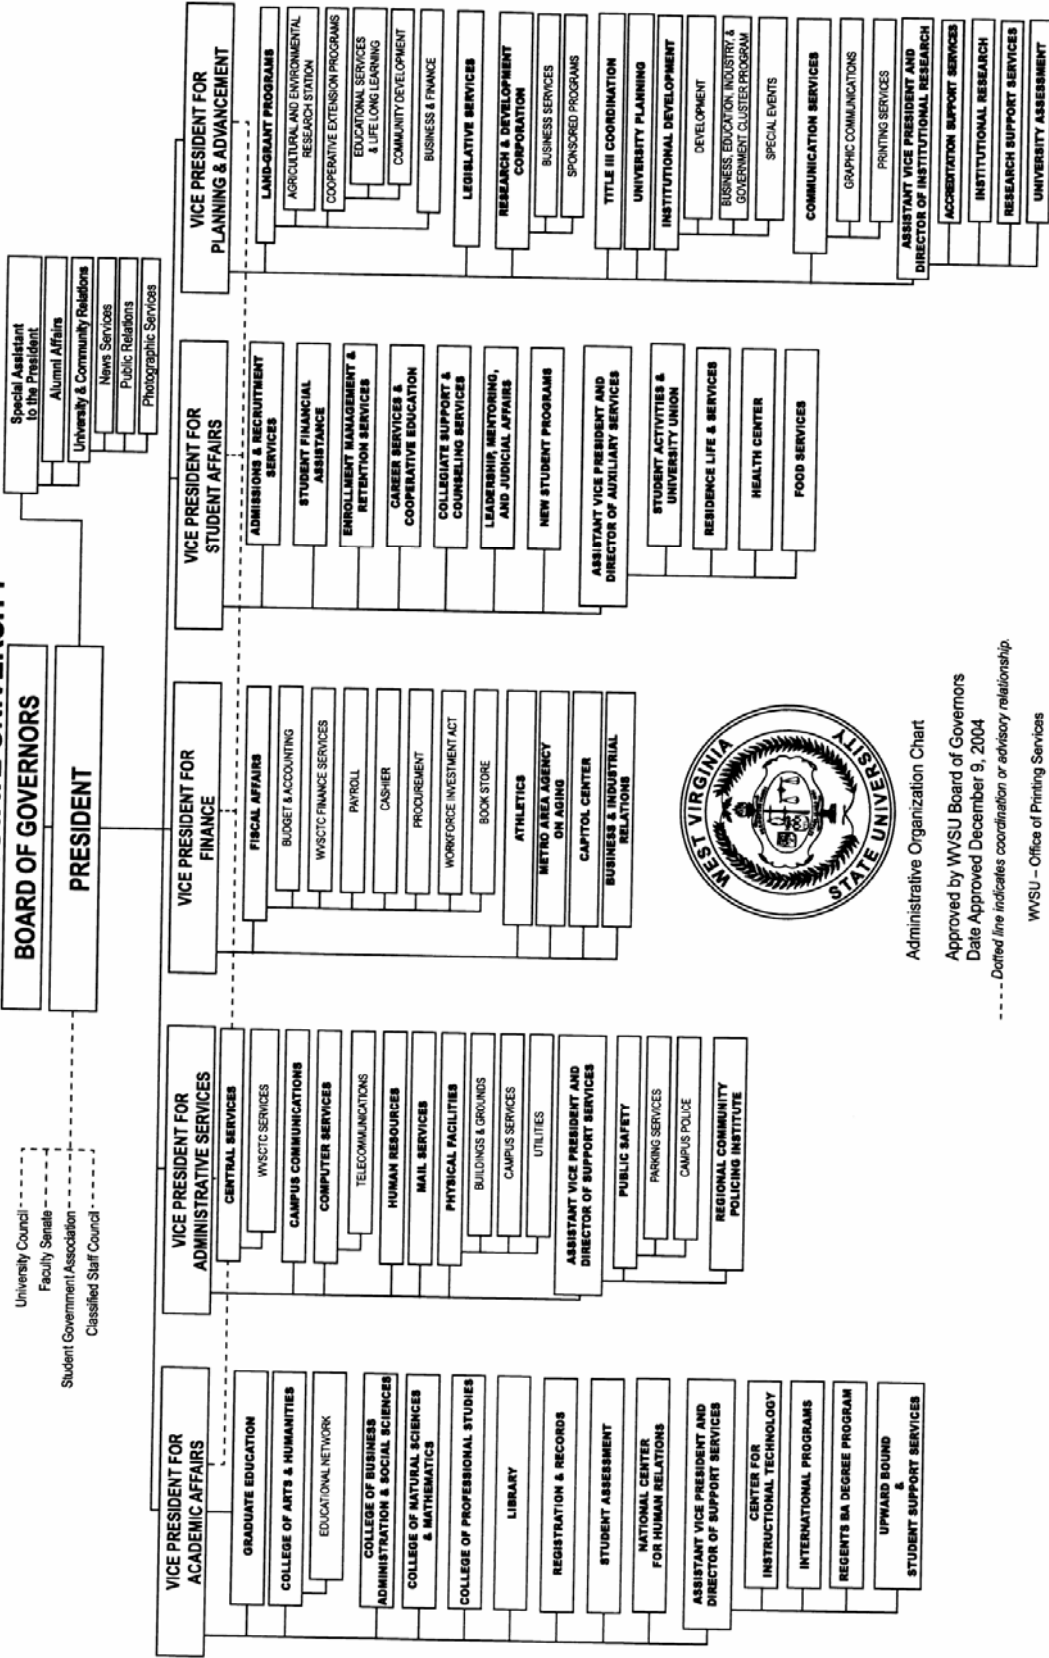 BOARD OF GOVERNORS
PRESIDENT
University Council
Faculty Senate
Student Government Association
Classified Staff Council
Special Assistant
to the President
Alumni Affairs
University & Community Relations
News Services
Public Relations
Photographic Services
VICE PRESIDENT FOR
ACADEMIC AFFAIRS
GRADUATE EDUCATION
COLLEGE OF ARTS & HUMANITIES
EDUCATIONAL NETWORK
COLLEGE OF BUSINESS
ADMINISTRATION & SOCIAL SCIENCES
COLLEGE OF NATURAL SCIENCES
& MATHEMATICS
COLLEGE OF PROFESSIONAL STUDIES
LIBRARY
REGISTRATION & RECORDS
STUDENT ASSESSMENT
NATIONAL CENTER
FOR HUMAN RELATIONS
ASSISTANT VICE PRESIDENT AND
DIRECTOR OF SUPPORT SERVICES
CENTER FOR
INSTRUCTIONAL TECHNOLOGY
INTERNATIONAL PROGRAMS
REGENTS BA DEGREE PROGRAM
UPWARD BOUND
&
STUDENT SUPPORT SERVICES
VICE PRESIDENT FOR
ADMINISTRATIVE SERVICES
CENTRAL SERVICES
WVSCTC SERVICES
CAMPUS COMMUNICATIONS
COMPUTER SERVICES
TELECOMMUNICATIONS
HUMAN RESOURCES
MAIL SERVICES
PHYSICAL FACILITIES
BUILDINGS & GROUNDS
CAMPUS SERVICES
UTILITIES
ASSISTANT VICE PRESIDENT AND
DIRECTOR OF SUPPORT SERVICES
PUBLIC SAFETY
PARKING SERVICES
CAMPUS POLICE
REGIONAL COMMUNITY
POLICING INSTITUTE
VICE PRESIDENT FOR
FINANCE
FISCAL AFFAIRS
BUDGET & ACCOUNTING
WVSCTC FINANCE SERVICES
PAYROLL
CASHIER
PROCUREMENT
WORKFORCE INVESTMENT ACT
BOOK STORE
ATHLETICS
METRO AREA AGENCY
ON AGING
CAPITOL CENTER
BUSINESS & INDUSTRIAL
RELATIONS
VICE PRESIDENT FOR
STUDENT AFFAIRS
ADMISSIONS & RECRUITMENT
SERVICES
STUDENT FINANCIAL
ASSISTANCE
ENROLLMENT MANAGEMENT &
RETENTION SERVICES
CAREER SERVICES &
COOPERATIVE EDUCATION
COLLEGIATE SUPPORT &
COUNSELING SERVICES
LEADERSHIP, MENTORING,
AND JUDICIAL AFFAIRS
NEW STUDENT PROGRAMS
ASSISTANT VICE PRESIDENT AND
DIRECTOR OF AUXILIARY SERVICES
STUDENT ACTIVITIES &
UNIVERSITY UNION
RESIDENCE LIFE & SERVICES
HEALTH CENTER
FOOD SERVICES
VICE PRESIDENT FOR
PLANNING & ADVANCEMENT
LAND-GRANT PROGRAMS
AGRICULTURAL AND ENVIRONMENTAL
RESEARCH STATION
COOPERATIVE EXTENSION PROGRAMS
EDUCATIONAL SERVICES
& LIFE LONG LEARNING
COMMUNITY DEVELOPMENT
BUSINESS & FINANCE
LEGISLATIVE SERVICES
RESEARCH & DEVELOPMENT
CORPORATION
BUSINESS SERVICES
SPONSORED PROGRAMS
TITLE III COORDINATION
UNIVERSITY PLANNING
INSTITUTIONAL DEVELOPMENT
DEVELOPMENT
BUSINESS, EDUCATION, INDUSTRY, &
GOVERNMENT CLUSTER PROGRAM
SPECIAL EVENTS
COMMUNICATION SERVICES
GRAPHIC COMMUNICATIONS
PRINTING SERVICES
ASSISTANT VICE PRESIDENT AND
DIRECTOR OF INSTITUTIONAL RESEARCH
ACCREDITATION SUPPORT SERVICES
INSTITUTIONAL RESEARCH
RESEARCH SUPPORT SERVICES
UNIVERSITY ASSESSMENT
WEST VIRGINIA
STATE UNIVERSITY
Administrative Organization Chart
Approved by WVSU Board of Governors
Date Approved December 9, 2004
---- Dotted line indicates coordination or advisory relationship.
WVSU – Office of Printing Services